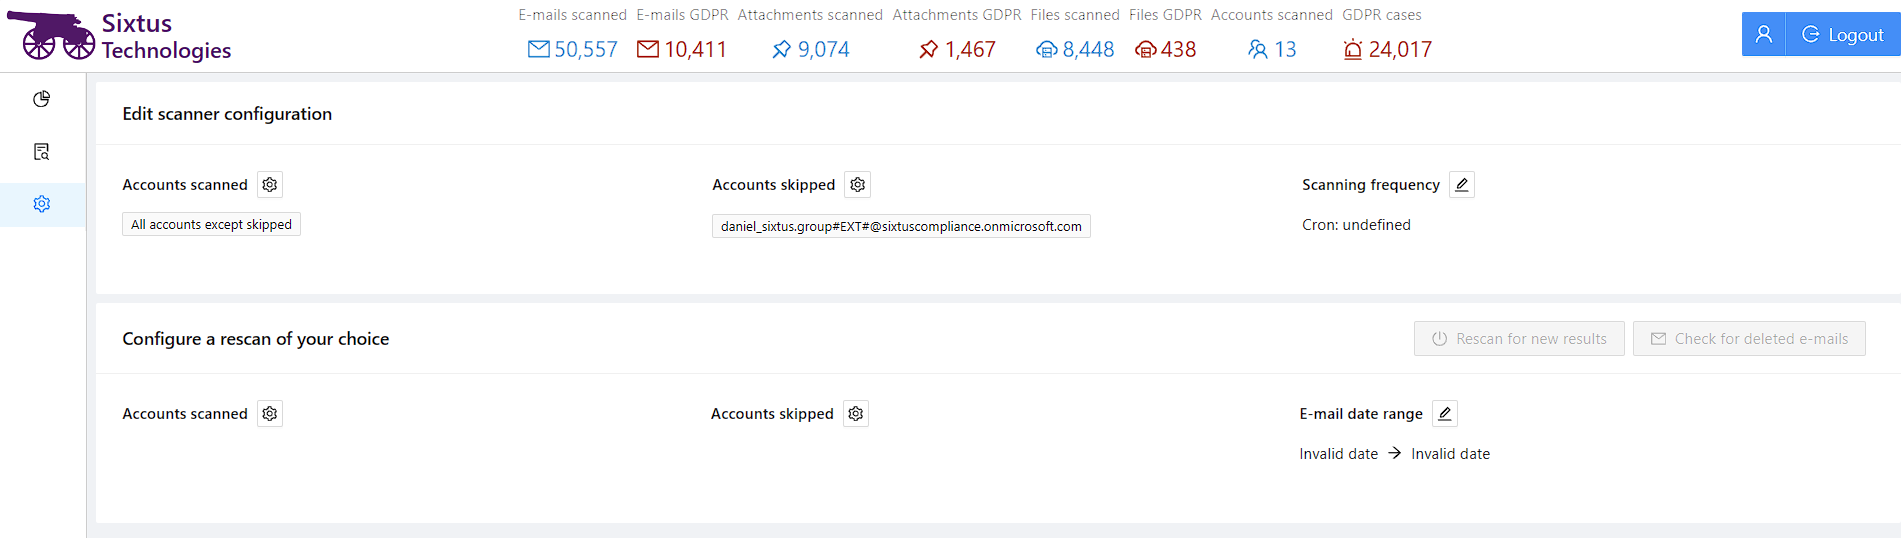 Sixtus
Technologies
E-mails scanned E-mails GDPR Attachments scanned Attachments GDPR Files scanned Files GDPR Accounts scanned GDPR cases
50,557 10,411 9,074 1,467 8,448 438 13 24,017
Logout
Edit scanner configuration
Accounts scanned Accounts skipped Scanning frequency
All accounts except skipped daniel_sixtus.group#EXT#@sixtuscompliance.onmicrosoft.com Cron: undefined
Configure a rescan of your choice Rescan for new results Check for deleted e-mails
Accounts scanned Accounts skipped E-mail date range
Invalid date → Invalid date